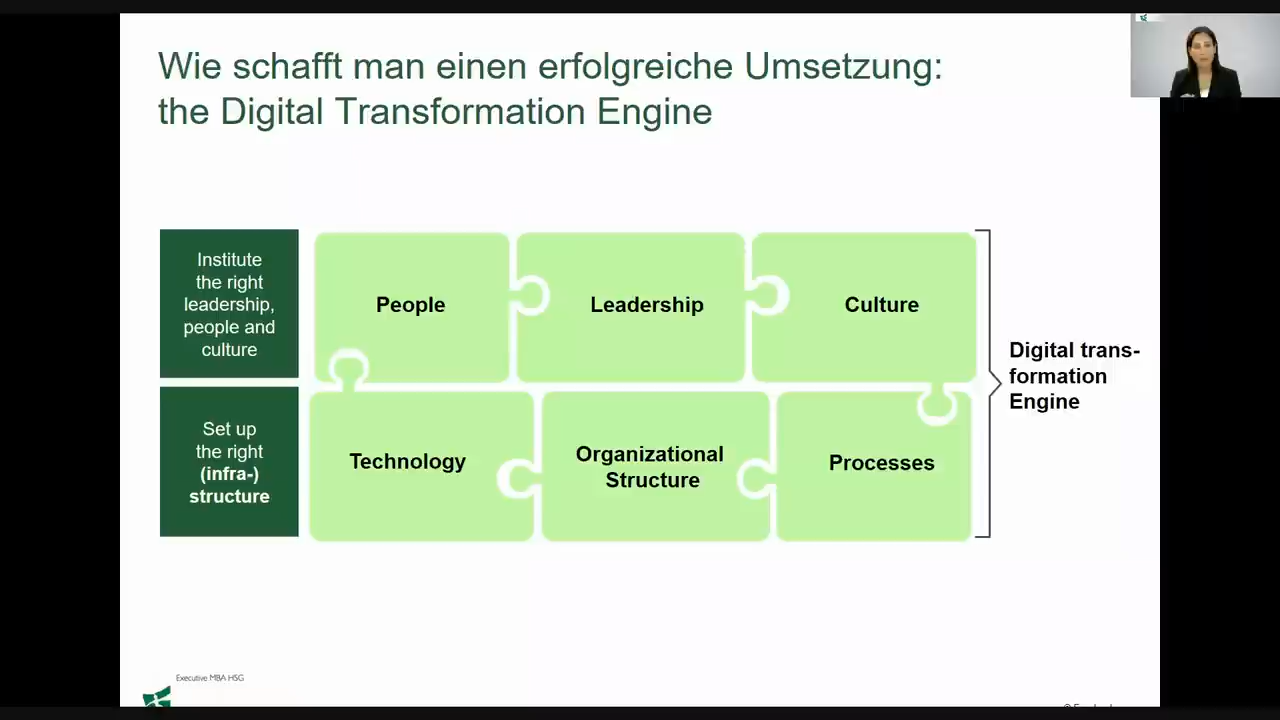 Wie schafft man einen erfolgreiche Umsetzung:
the Digital Transformation Engine
Institute
the right
leadership,
people and
culture
People
Leadership
Culture
Digital trans-
formation
Engine
Set up
the right
(infra-)
structure
Technology
Organizational
Structure
Processes
Executive MBA HSG